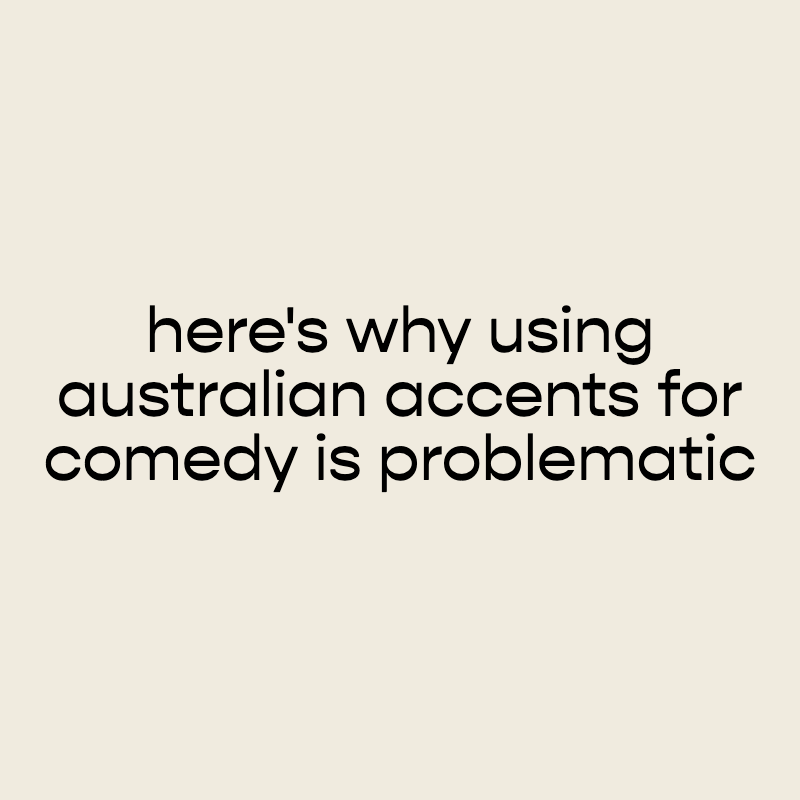 here's why using
australian accents for
comedy is problematic